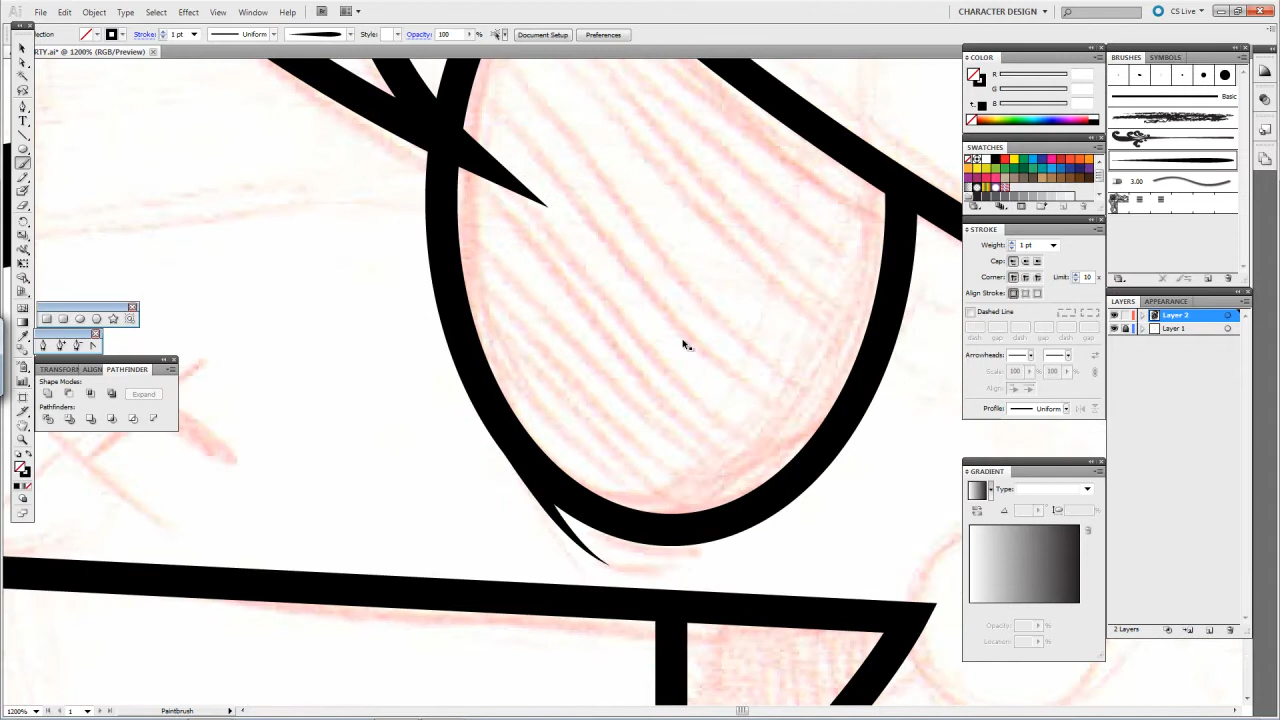 Ai File Edit Object Type Select Effect View Window Help Br CHARACTER DESIGN CS Live
Stroke: 1 pt Uniform Style: Opacity: 100 % Document Setup Preferences
RTY.ai* @ 1200% (RGB/Preview)
COLOR
R
G
B
SWATCHES
STROKE
Weight: 1 pt
Cap:
Corner: Limit: 10 x
Align Stroke:
Dashed Line
dash gap dash gap dash gap
Arrowheads:
Scale: 100 % 100 %
Align:
Profile: Uniform
GRADIENT
Type:
Opacity: %
Location: %
BRUSHES SYMBOLS
Basic
3.00
LAYERS APPEARANCE
Layer 2
Layer 1
2 Layers
TRANSFORM ALIGN PATHFINDER
Shape Modes:
Expand
Pathfinders:
1200% 1 Paintbrush